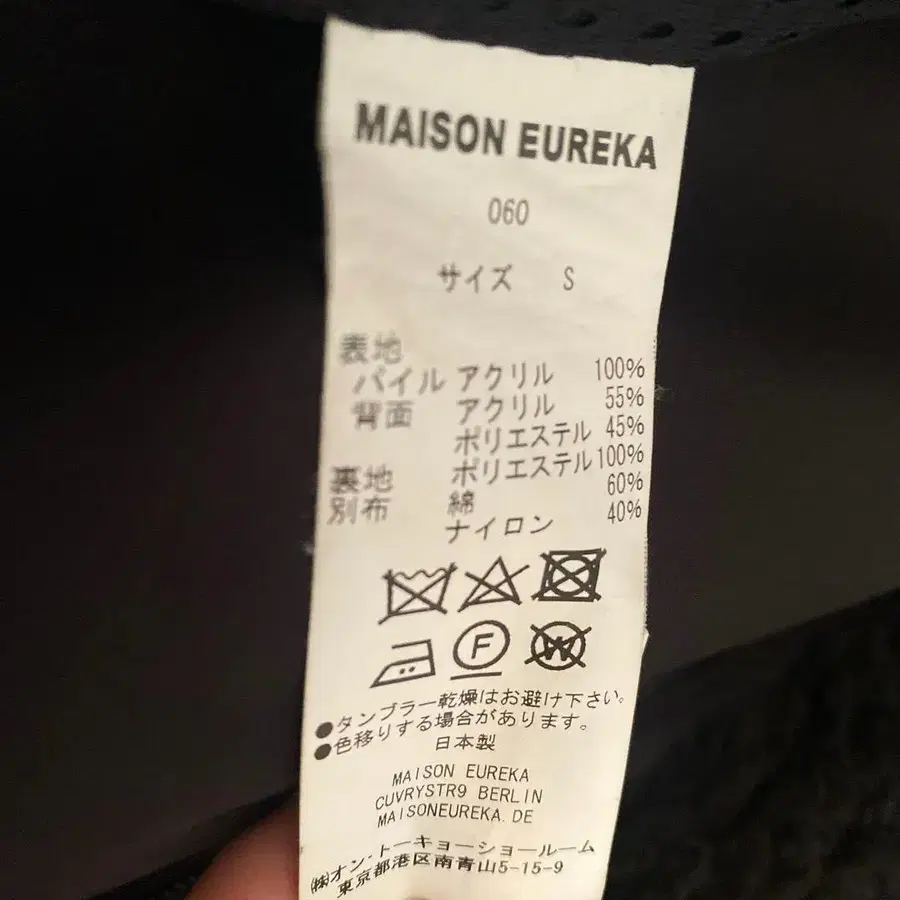 MAISON EUREKA
060
サイズ S
表地
パイル アクリル 100%
背面 アクリル 55%
ポリエステル 45%
裏地 ポリエステル 100%
別布 綿 60%
ナイロン 40%
F
W
●タンブラー乾燥はお避け下さい。
●色移りする場合があります。
日本製
MAISON EUREKA
CUVRYSTR9 BERLIN
MAISONEUREKA.DE
㈱オン・トーキョーショールーム
東京都港区南青山5-15-9